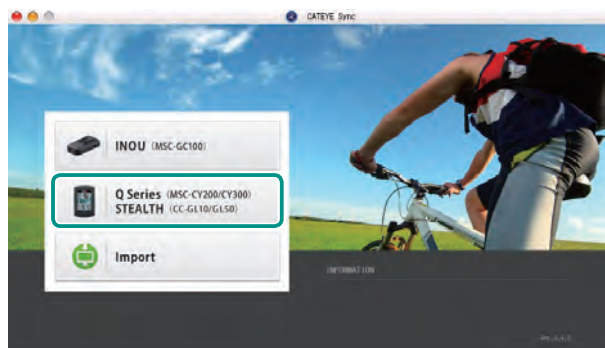 CATEYE Sync
INOU (MSC-GC100)
Q Series (MSC-CY200/CY300)
STEALTH (CC-GL10/GL50)
Import
INFORMATION